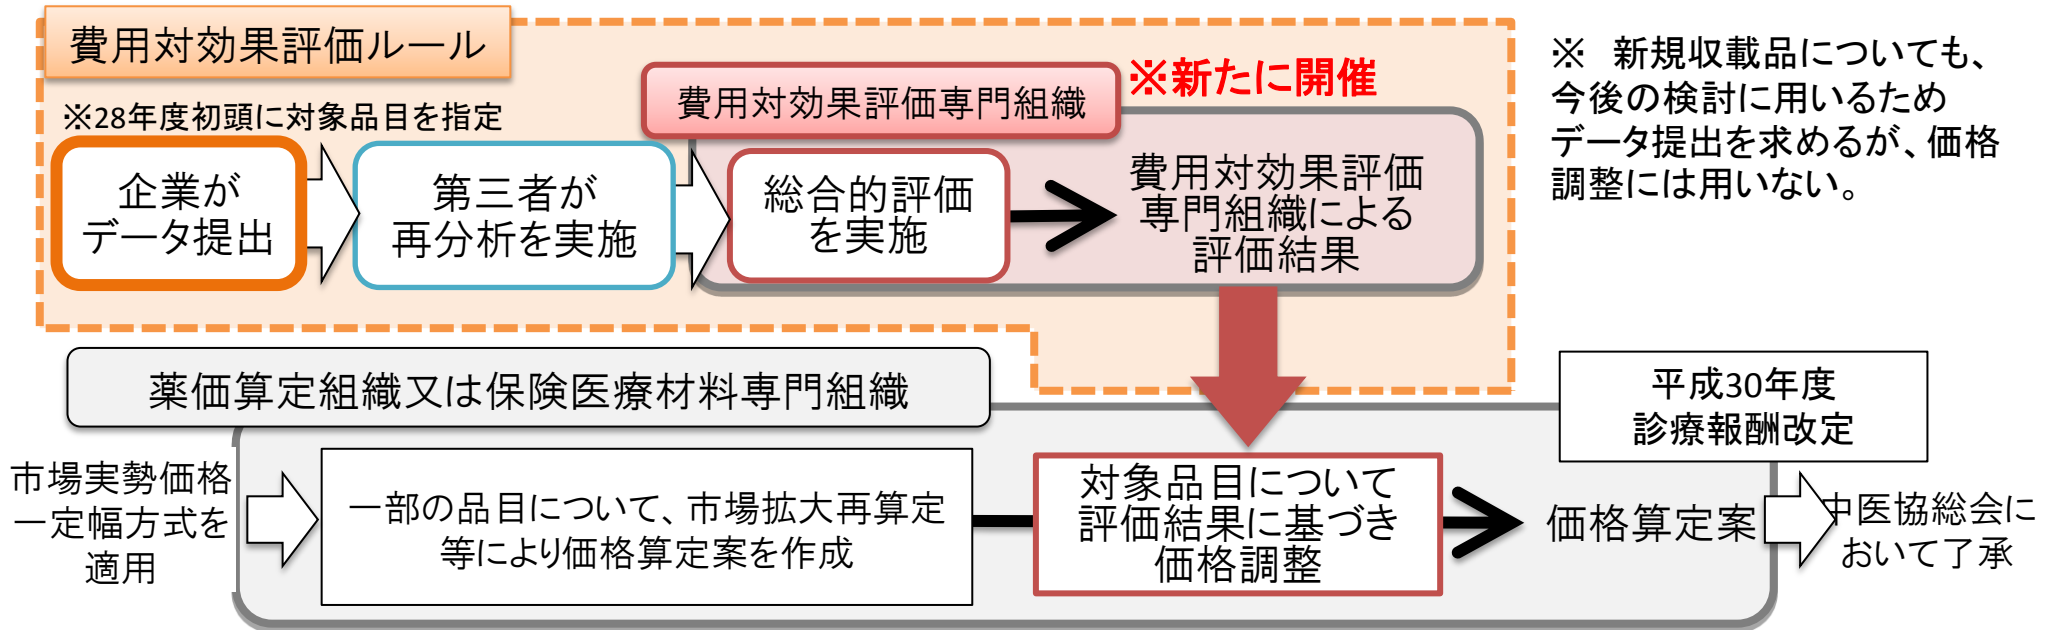 費用対効果評価ルール
※28年度初頭に対象品目を指定
企業が
データ提出
第三者が
再分析を実施
費用対効果評価専門組織
※新たに開催
総合的評価
を実施
費用対効果評価
専門組織による
評価結果
※　新規収載品についても、
今後の検討に用いるため
データ提出を求めるが、価格
調整には用いない。
薬価算定組織又は保険医療材料専門組織
市場実勢価格
一定幅方式を
適用
一部の品目について、市場拡大再算定
等により価格算定案を作成
対象品目について
評価結果に基づき
価格調整
価格算定案
平成30年度
診療報酬改定
中医協総会に
おいて了承